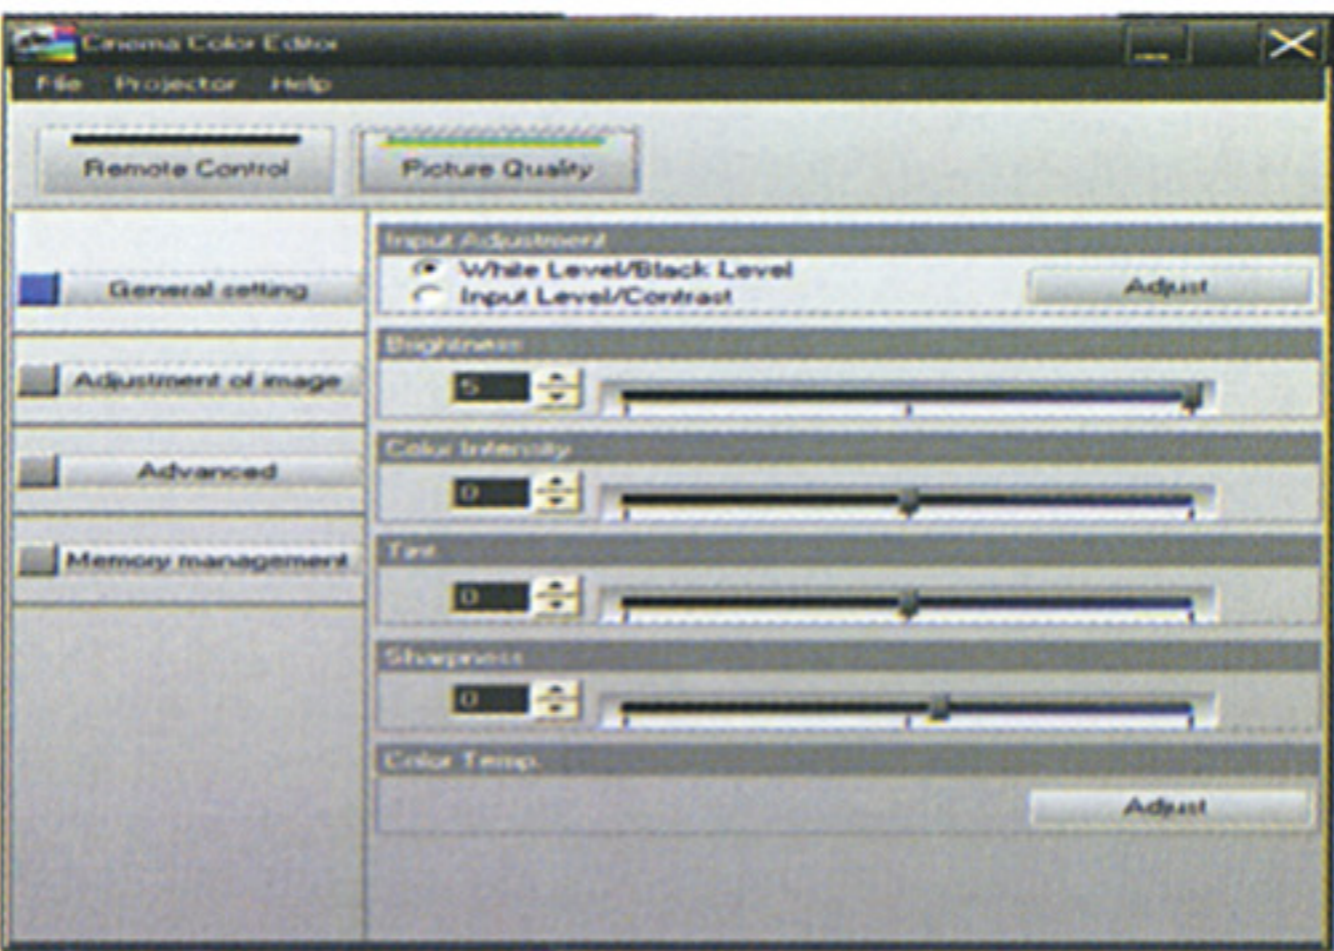 Cinema Color Editor
File Projector Help
Remote Control Picture Quality
General setting
Adjustment of image
Advanced
Memory management
Input Adjustment
White Level/Black Level
Input Level/Contrast
Adjust
Brightness
5
Color Intensity
0
Tint
0
Sharpness
0
Color Temp.
Adjust